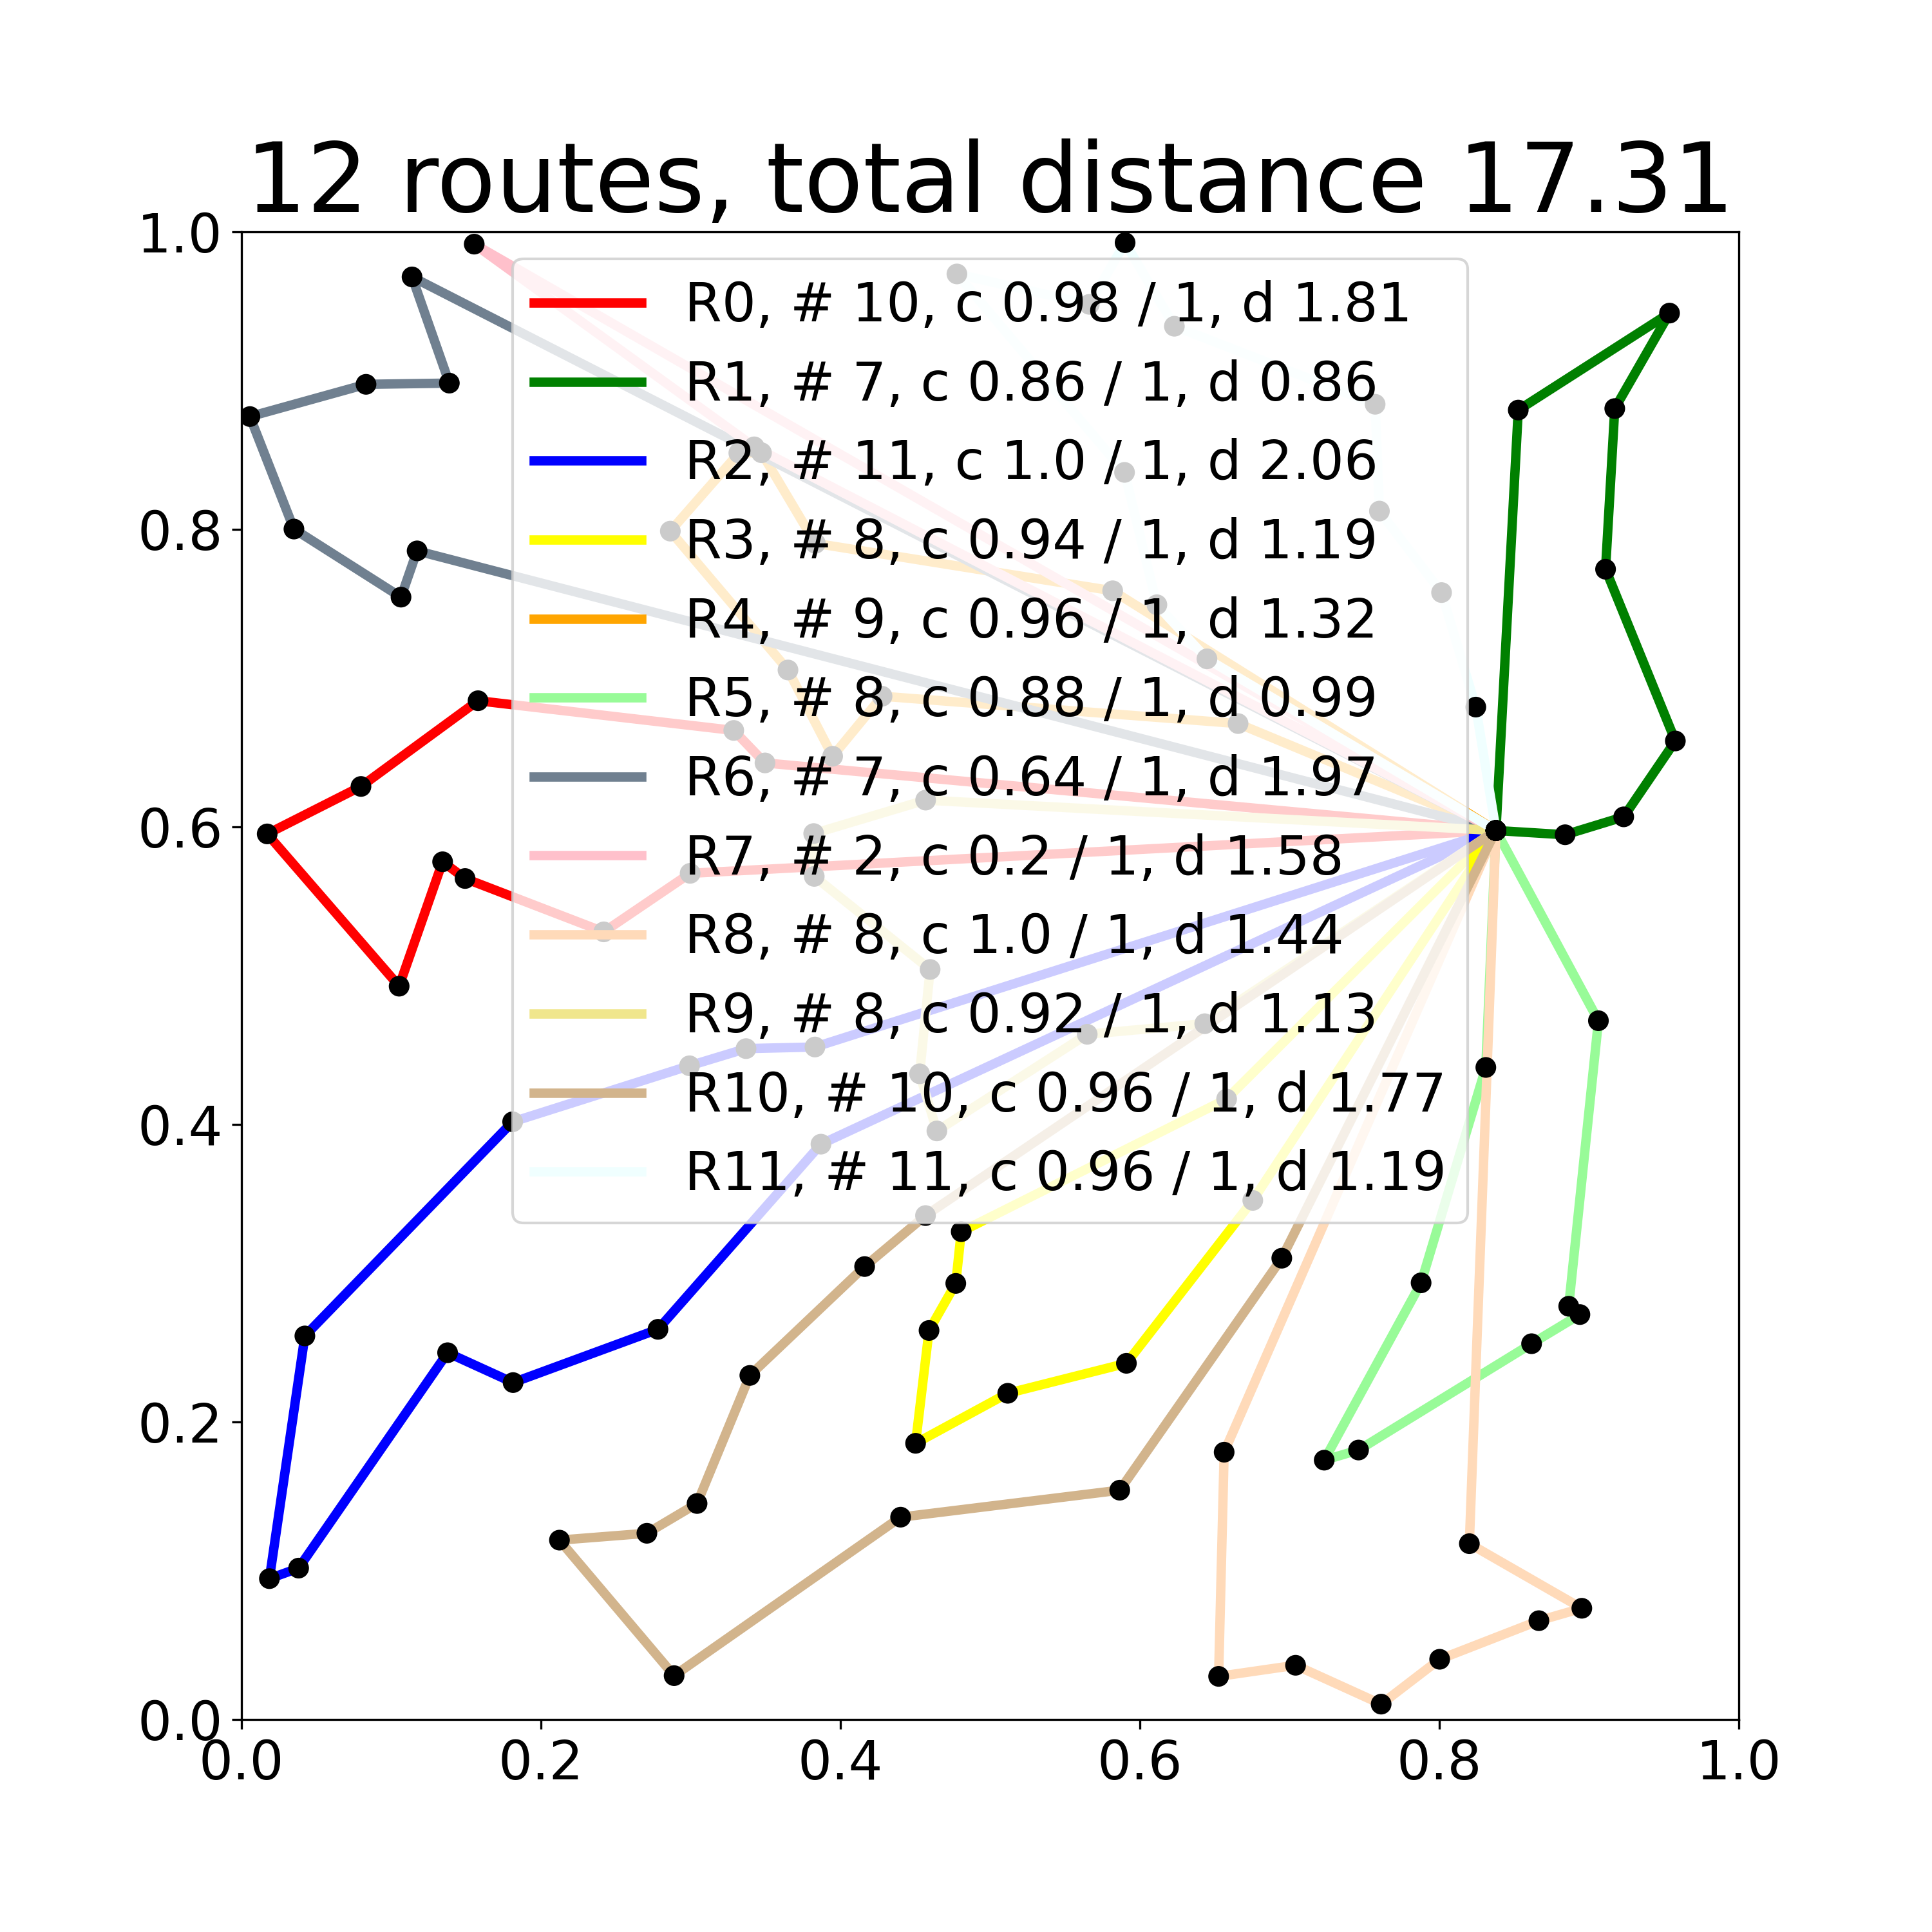 12 routes, total distance 17.31
1.0
0.8
0.6
0.4
0.2
0.0
R0, # 10, c 0.98 / 1, d 1.81
R1, # 7, c 0.86 / 1, d 0.86
R2, # 11, c 1.0 / 1, d 2.06
R3, # 8, c 0.94 / 1, d 1.19
R4, # 9, c 0.96 / 1, d 1.32
R5, # 8, c 0.88 / 1, d 0.99
R6, # 7, c 0.64 / 1, d 1.97
R7, # 2, c 0.2 / 1, d 1.58
R8, # 8, c 1.0 / 1, d 1.44
R9, # 8, c 0.92 / 1, d 1.13
R10, # 10, c 0.96 / 1, d 1.77
R11, # 11, c 0.96 / 1, d 1.19
0.0 0.2 0.4 0.6 0.8 1.0